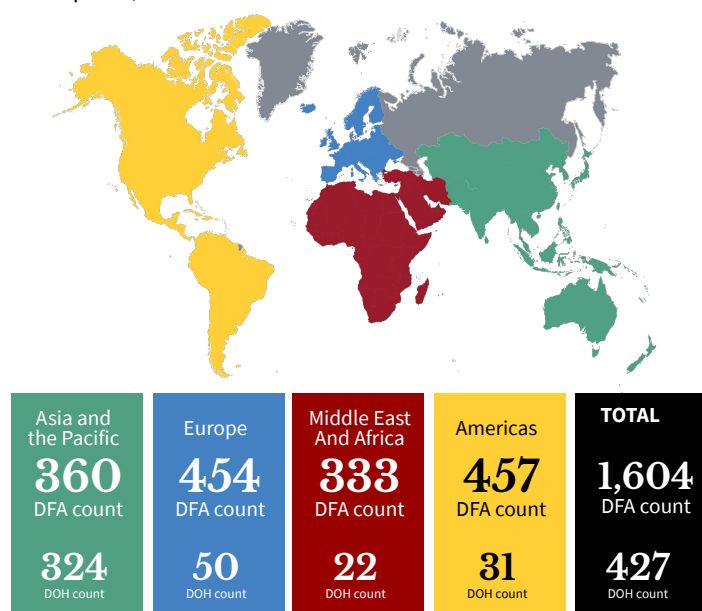 Asia and
the Pacific
360
DFA count
324
DOH count
Europe
454
DFA count
50
DOH count
Middle East
And Africa
333
DFA count
22
DOH count
Americas
457
DFA count
31
DOH count
TOTAL
1,604
DFA count
427
DOH count